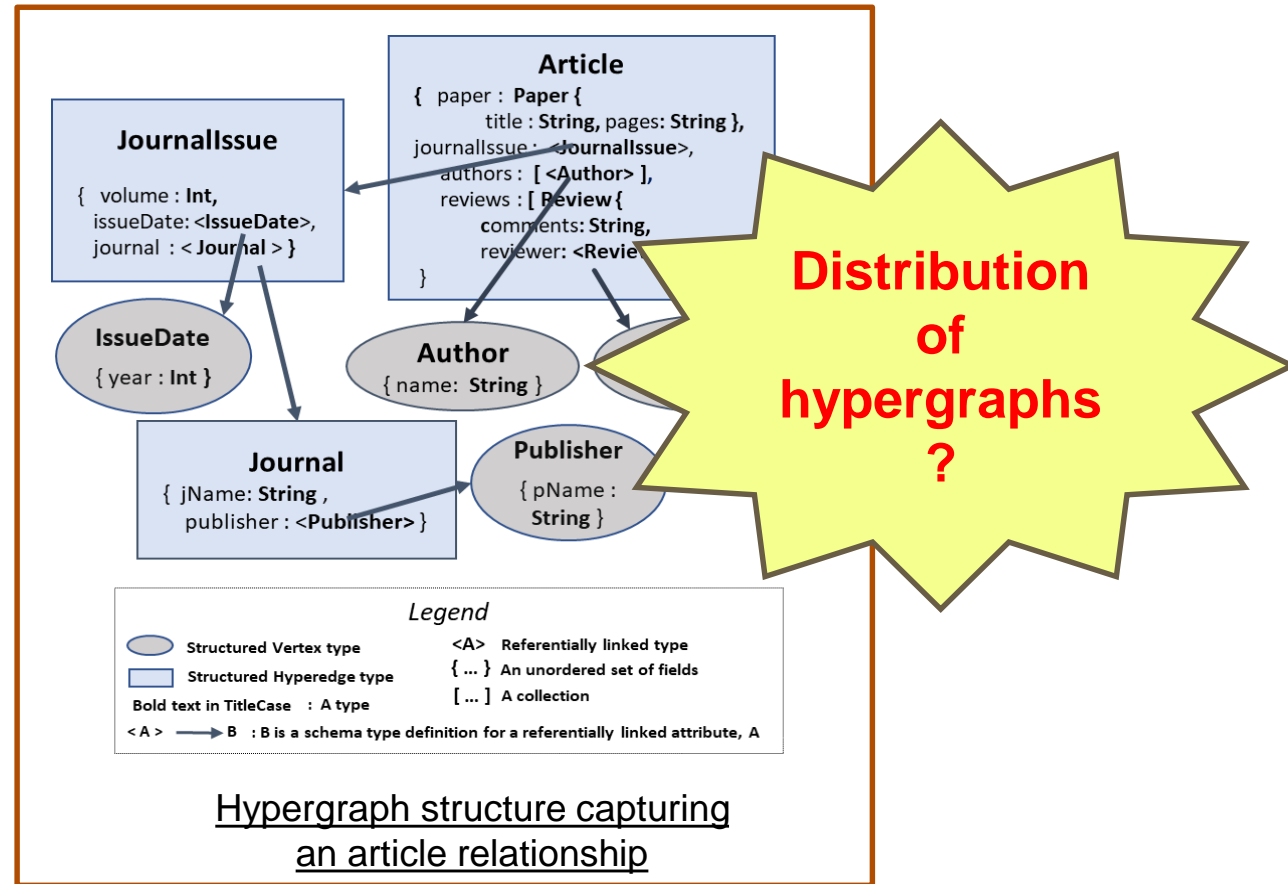 Article
{ paper : Paper {
title : String, pages: String },
journalIssue : <JournalIssue>,
authors : [ <Author> ],
reviews : [ Review {
comments: String,
reviewer: <Revie
}
JournalIssue
{ volume : Int,
issueDate: <IssueDate>,
journal : < Journal > }
Distribution
of
hypergraphs
?
IssueDate
{ year : Int }
Author
{ name: String }
Journal
{ jName: String ,
publisher : <Publisher> }
Publisher
{ pName :
String }
Legend
Structured Vertex type
Structured Hyperedge type
Bold text in TitleCase : A type
<A> Referentially linked type
{ ... } An unordered set of fields
[ ... ] A collection
< A > B : B is a schema type definition for a referentially linked attribute, A
Hypergraph structure capturing
an article relationship